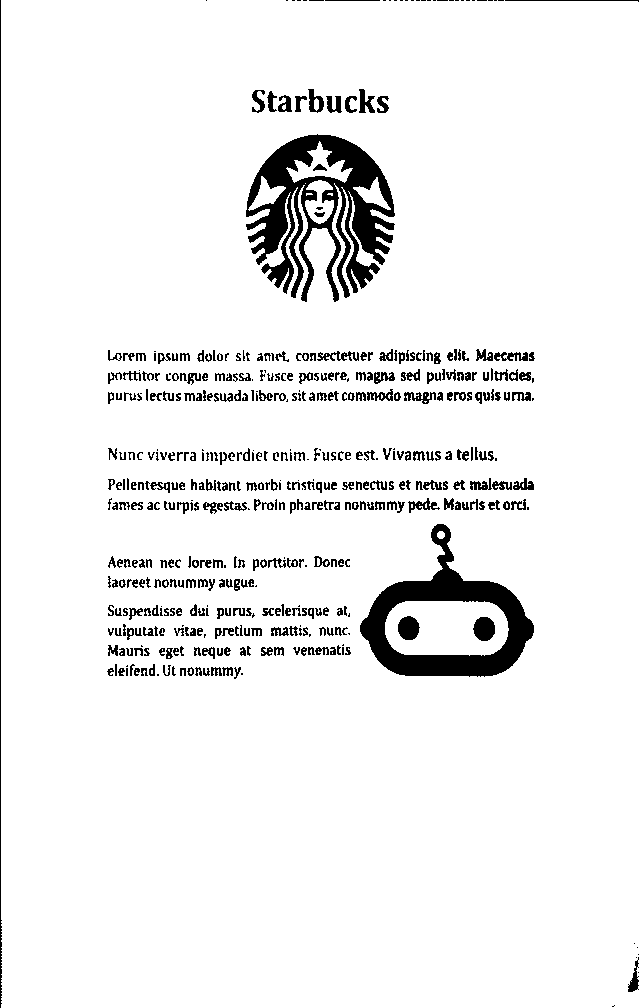 Starbucks
Lorem ipsum dolor sit amet, consectetuer adipiscing elit. Maecenas
porttitor congue massa. Fusce posuere, magna sed pulvinar ultricies,
purus lectus malesuada libero, sit amet commodo magna eros quis urna.
Nunc viverra imperdiet enim. Fusce est. Vivamus a tellus.
Pellentesque habitant morbi tristique senectus et netus et malesuada
fames ac turpis egestas. Proin pharetra nonummy pede. Mauris et orci.
Aenean nec lorem. In porttitor. Donec
laoreet nonummy augue.
Suspendisse dui purus, scelerisque at,
vulputate vitae, pretium mattis, nunc.
Mauris eget neque at sem venenatis
eleifend. Ut nonummy.